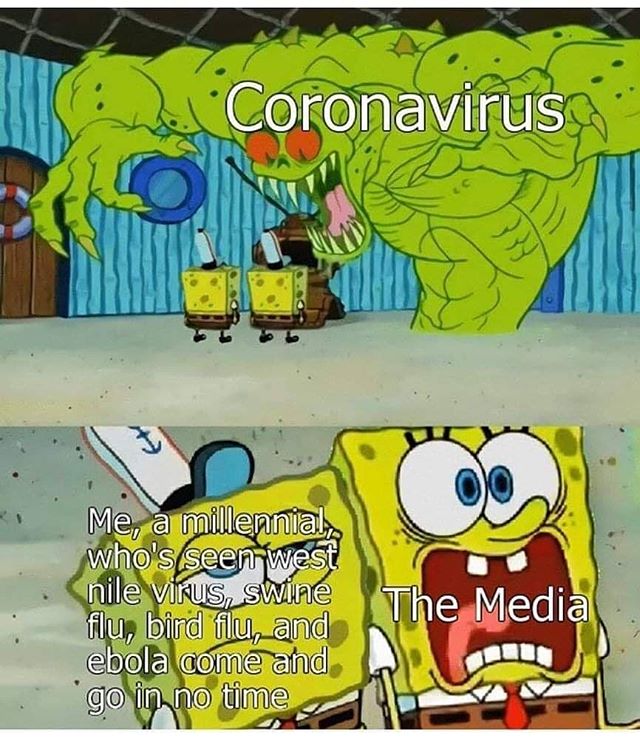 Coronavirus
Me, a millennial,
who's seen west
nile virus, swine
flu, bird flu, and
ebola come and
go in no time
The Media